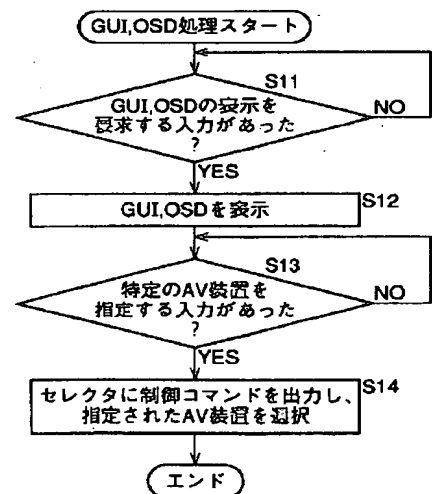 GUI,OSD処理スタート
S11
GUI,OSDの表示を
要求する入力があった
?
NO
YES
S12
GUI,OSDを表示
S13
特定のAV装置を
指定する入力があった
?
NO
YES
S14
セレクタに制御コマンドを出力し、
指定されたAV装置を選択
エンド